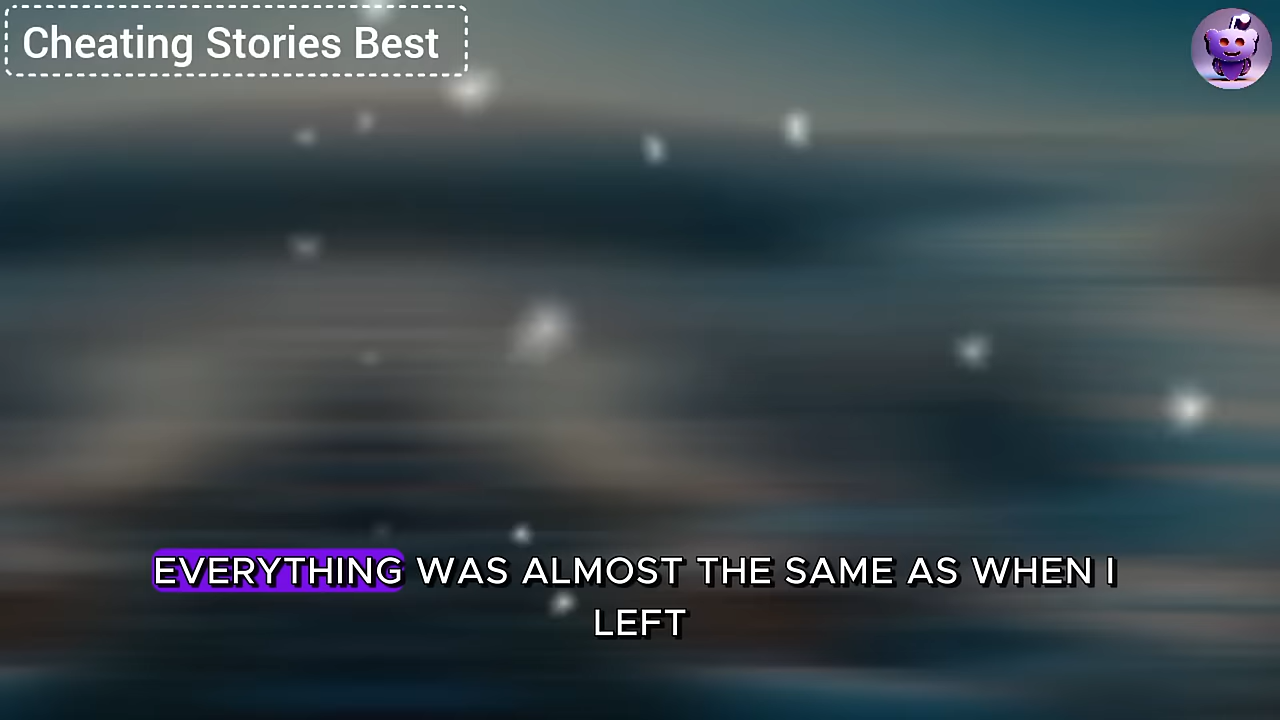 Cheating Stories Best
EVERYTHING WAS ALMOST THE SAME AS WHEN I
LEFT